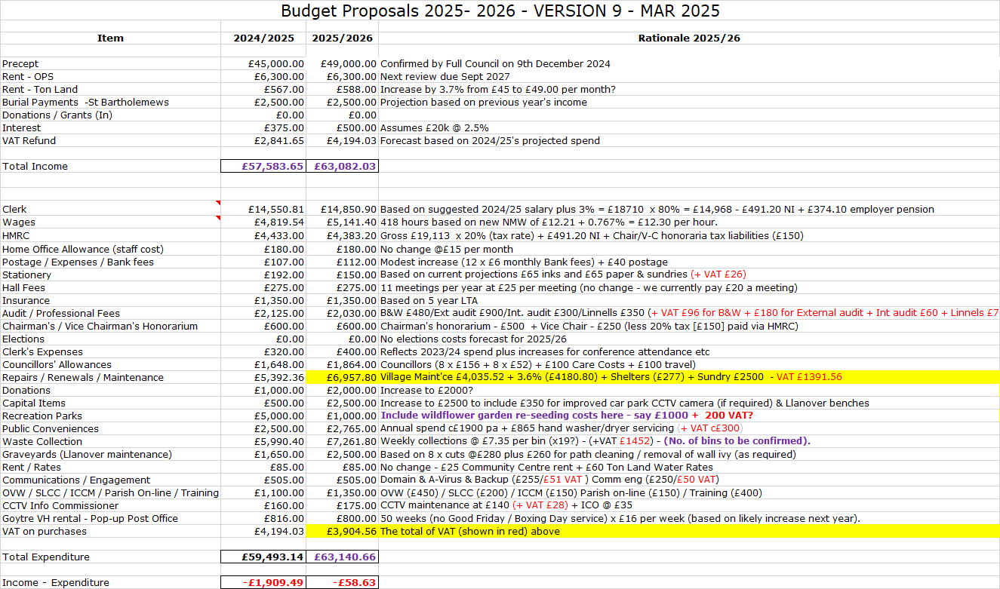 Budget Proposals 2025- 2026 - VERSION 9 - MAR 2025
Item 2024/2025 2025/2026 Rationale 2025/26
Precept £45,000.00 £49,000.00 Confirmed by Full Council on 9th December 2024
Rent - OPS £6,300.00 £6,300.00 Next review due Sept 2027
Rent - Ton Land £567.00 £588.00 Increase by 3.7% from £45 to £49.00 per month?
Burial Payments -St Bartholemews £2,500.00 £2,500.00 Projection based on previous year's income
Donations / Grants (In) £0.00 £0.00
Interest £375.00 £500.00 Assumes £20k @ 2.5%
VAT Refund £2,841.65 £4,194.03 Forecast based on 2024/25's projected spend
Total Income £57,583.65 £63,082.03
Clerk £14,550.81 £14,850.90 Based on suggested 2024/25 salary plus 3% = £18710 x 80% = £14,968 - £491.20 NI + £374.10 employer pension
Wages £4,819.54 £5,141.40 418 hours based on new NMW of £12.21 + 0.767% = £12.30 per hour.
HMRC £4,433.00 £4,383.20 Gross £19,113 x 20% (tax rate) + £491.20 NI + Chair/V-C honoraria tax liabilities (£150)
Home Office Allowance (staff cost) £180.00 £180.00 No change @£15 per month
Postage / Expenses / Bank fees £107.00 £112.00 Modest increase (12 x £6 monthly Bank fees) + £40 postage
Stationery £192.00 £150.00 Based on current projections £65 inks and £65 paper & sundries (+ VAT £26)
Hall Fees £275.00 £275.00 11 meetings per year at £25 per meeting (no change - we currently pay £20 a meeting)
Insurance £1,350.00 £1,350.00 Based on 5 year LTA
Audit / Professional Fees £2,125.00 £2,030.00 B&W £480/Ext audit £900/Int. audit £300/Linnells £350 (+ VAT £96 for B&W + £180 for External audit + Int audit £60 + Linnels £7
Chairman's / Vice Chairman's Honorarium £600.00 £600.00 Chairman's honorarium - £500 + Vice Chair - £250 (less 20% tax [£150] paid via HMRC)
Elections £0.00 £0.00 No elections costs forecast for 2025/26
Clerk's Expenses £320.00 £400.00 Reflects 2023/24 spend plus increases for conference attendance etc
Councillors' Allowances £1,648.00 £1,864.00 Councillors (8 x £156 + 8 x £52) + £100 Care Costs + £100 travel)
Repairs / Renewals / Maintenance £5,392.36 £6,957.80 Village Maint'ce £4,035.52 + 3.6% (£4180.80) + Shelters (£277) + Sundry £2500 - VAT £1391.56
Donations £1,000.00 £2,000.00 Increase to £2000?
Capital Items £500.00 £2,500.00 Increase to £2500 to include £350 for improved car park CCTV camera (if required) & Llanover benches
Recreation Parks £5,000.00 £1,000.00 Include wildflower garden re-seeding costs here - say £1000 + 200 VAT?
Public Conveniences £2,500.00 £2,765.00 Annual spend c£1900 pa + £865 hand washer/dryer servicing (+ VAT c£300)
Waste Collection £5,990.40 £7,261.80 Weekly collections @ £7.35 per bin (x19?) - (+VAT £1452) - (No. of bins to be confirmed).
Graveyards (Llanover maintenance) £1,650.00 £2,500.00 Based on 8 x cuts @£280 plus £260 for path cleaning / removal of wall ivy (as required)
Rent / Rates £85.00 £85.00 No change - £25 Community Centre rent + £60 Ton Land Water Rates
Communications / Engagement £505.00 £505.00 Domain & A-Virus & Backup (£255/£51 VAT ) Comm eng (£250/£50 VAT)
OVW / SLCC / ICCM / Parish On-line / Training £1,100.00 £1,350.00 OVW (£450) / SLCC (£200) / ICCM (£150) Parish on-line (£150) / Training (£400)
CCTV Info Commissioner £160.00 £175.00 CCTV maintenance at £140 (+ VAT £28) + ICO @ £35
Goytre VH rental - Pop-up Post Office £816.00 £800.00 50 weeks (no Good Friday / Boxing Day service) x £16 per week (based on likely increase next year).
VAT on purchases £4,194.03 £3,904.56 The total of VAT (shown in red) above
Total Expenditure £59,493.14 £63,140.66
Income - Expenditure -£1,909.49 -£58.63